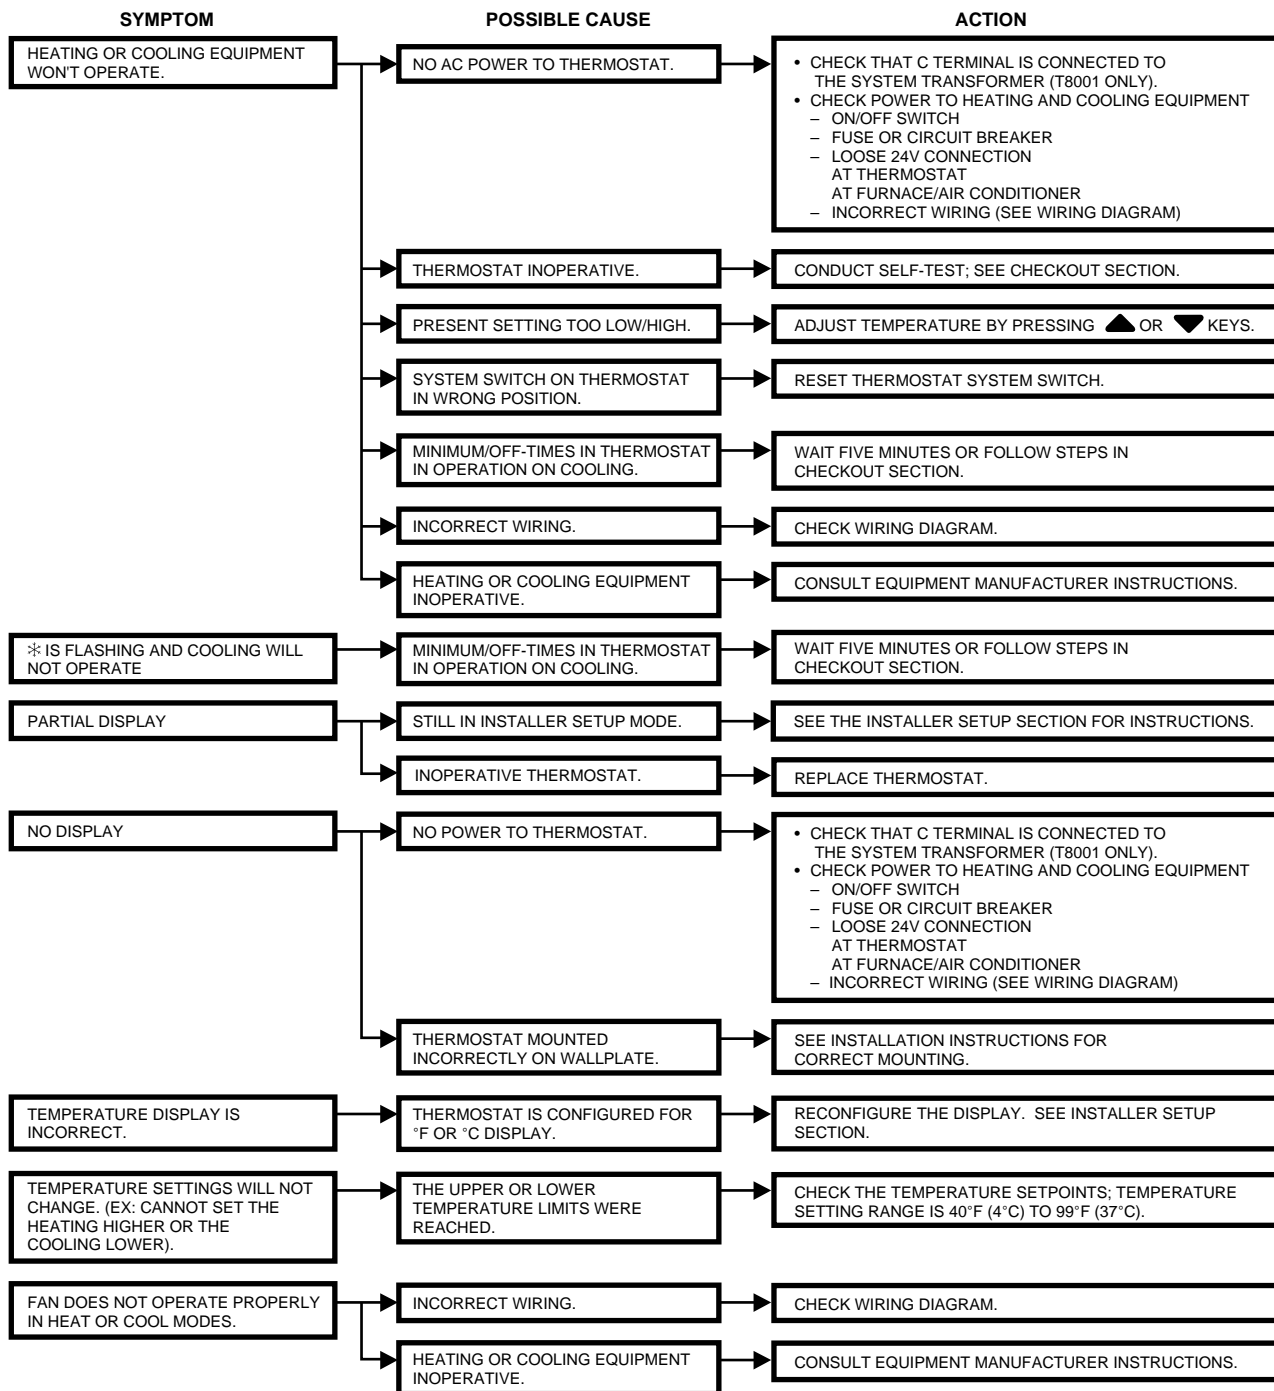 SYMPTOM
POSSIBLE CAUSE
ACTION
HEATING OR COOLING EQUIPMENT
WON'T OPERATE.
NO AC POWER TO THERMOSTAT.
• CHECK THAT C TERMINAL IS CONNECTED TO
THE SYSTEM TRANSFORMER (T8001 ONLY).
• CHECK POWER TO HEATING AND COOLING EQUIPMENT
– ON/OFF SWITCH
– FUSE OR CIRCUIT BREAKER
– LOOSE 24V CONNECTION
AT THERMOSTAT
AT FURNACE/AIR CONDITIONER
– INCORRECT WIRING (SEE WIRING DIAGRAM)
THERMOSTAT INOPERATIVE.
CONDUCT SELF-TEST; SEE CHECKOUT SECTION.
PRESENT SETTING TOO LOW/HIGH.
ADJUST TEMPERATURE BY PRESSING ▲ OR ▼ KEYS.
SYSTEM SWITCH ON THERMOSTAT
IN WRONG POSITION.
RESET THERMOSTAT SYSTEM SWITCH.
MINIMUM/OFF-TIMES IN THERMOSTAT
IN OPERATION ON COOLING.
WAIT FIVE MINUTES OR FOLLOW STEPS IN
CHECKOUT SECTION.
INCORRECT WIRING.
CHECK WIRING DIAGRAM.
HEATING OR COOLING EQUIPMENT
INOPERATIVE.
CONSULT EQUIPMENT MANUFACTURER INSTRUCTIONS.
✻ IS FLASHING AND COOLING WILL
NOT OPERATE
MINIMUM/OFF-TIMES IN THERMOSTAT
IN OPERATION ON COOLING.
WAIT FIVE MINUTES OR FOLLOW STEPS IN
CHECKOUT SECTION.
PARTIAL DISPLAY
STILL IN INSTALLER SETUP MODE.
SEE THE INSTALLER SETUP SECTION FOR INSTRUCTIONS.
INOPERATIVE THERMOSTAT.
REPLACE THERMOSTAT.
NO DISPLAY
NO POWER TO THERMOSTAT.
• CHECK THAT C TERMINAL IS CONNECTED TO
THE SYSTEM TRANSFORMER (T8001 ONLY).
• CHECK POWER TO HEATING AND COOLING EQUIPMENT
– ON/OFF SWITCH
– FUSE OR CIRCUIT BREAKER
– LOOSE 24V CONNECTION
AT THERMOSTAT
AT FURNACE/AIR CONDITIONER
– INCORRECT WIRING (SEE WIRING DIAGRAM)
THERMOSTAT MOUNTED
INCORRECTLY ON WALLPLATE.
SEE INSTALLATION INSTRUCTIONS FOR
CORRECT MOUNTING.
TEMPERATURE DISPLAY IS
INCORRECT.
THERMOSTAT IS CONFIGURED FOR
°F OR °C DISPLAY.
RECONFIGURE THE DISPLAY. SEE INSTALLER SETUP
SECTION.
TEMPERATURE SETTINGS WILL NOT
CHANGE. (EX: CANNOT SET THE
HEATING HIGHER OR THE
COOLING LOWER).
THE UPPER OR LOWER
TEMPERATURE LIMITS WERE
REACHED.
CHECK THE TEMPERATURE SETPOINTS; TEMPERATURE
SETTING RANGE IS 40°F (4°C) TO 99°F (37°C).
FAN DOES NOT OPERATE PROPERLY
IN HEAT OR COOL MODES.
INCORRECT WIRING.
CHECK WIRING DIAGRAM.
HEATING OR COOLING EQUIPMENT
INOPERATIVE.
CONSULT EQUIPMENT MANUFACTURER INSTRUCTIONS.